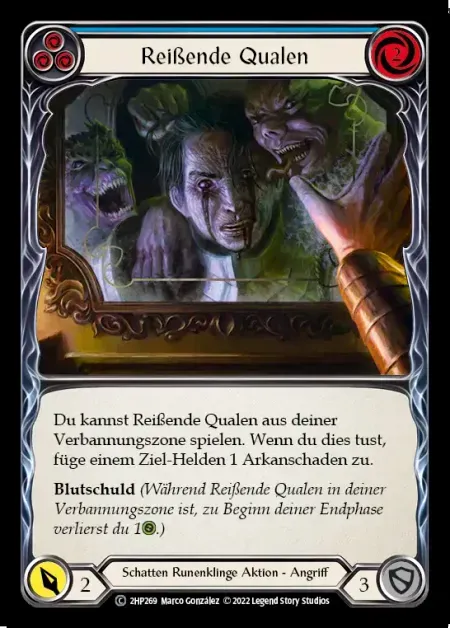 Reißende Qualen
2
Du kannst Reißende Qualen aus deiner
Verbannungszone spielen. Wenn du dies tust,
füge einem Ziel-Helden 1 Arkanschaden zu.
Blutschuld (Während Reißende Qualen in deiner
Verbannungszone ist, zu Beginn deiner Endphase
verlierst du 1.)
2
Schatten Runenklinge Aktion - Angriff
3
C 2HP269 Marco González © 2022 Legend Story Studios